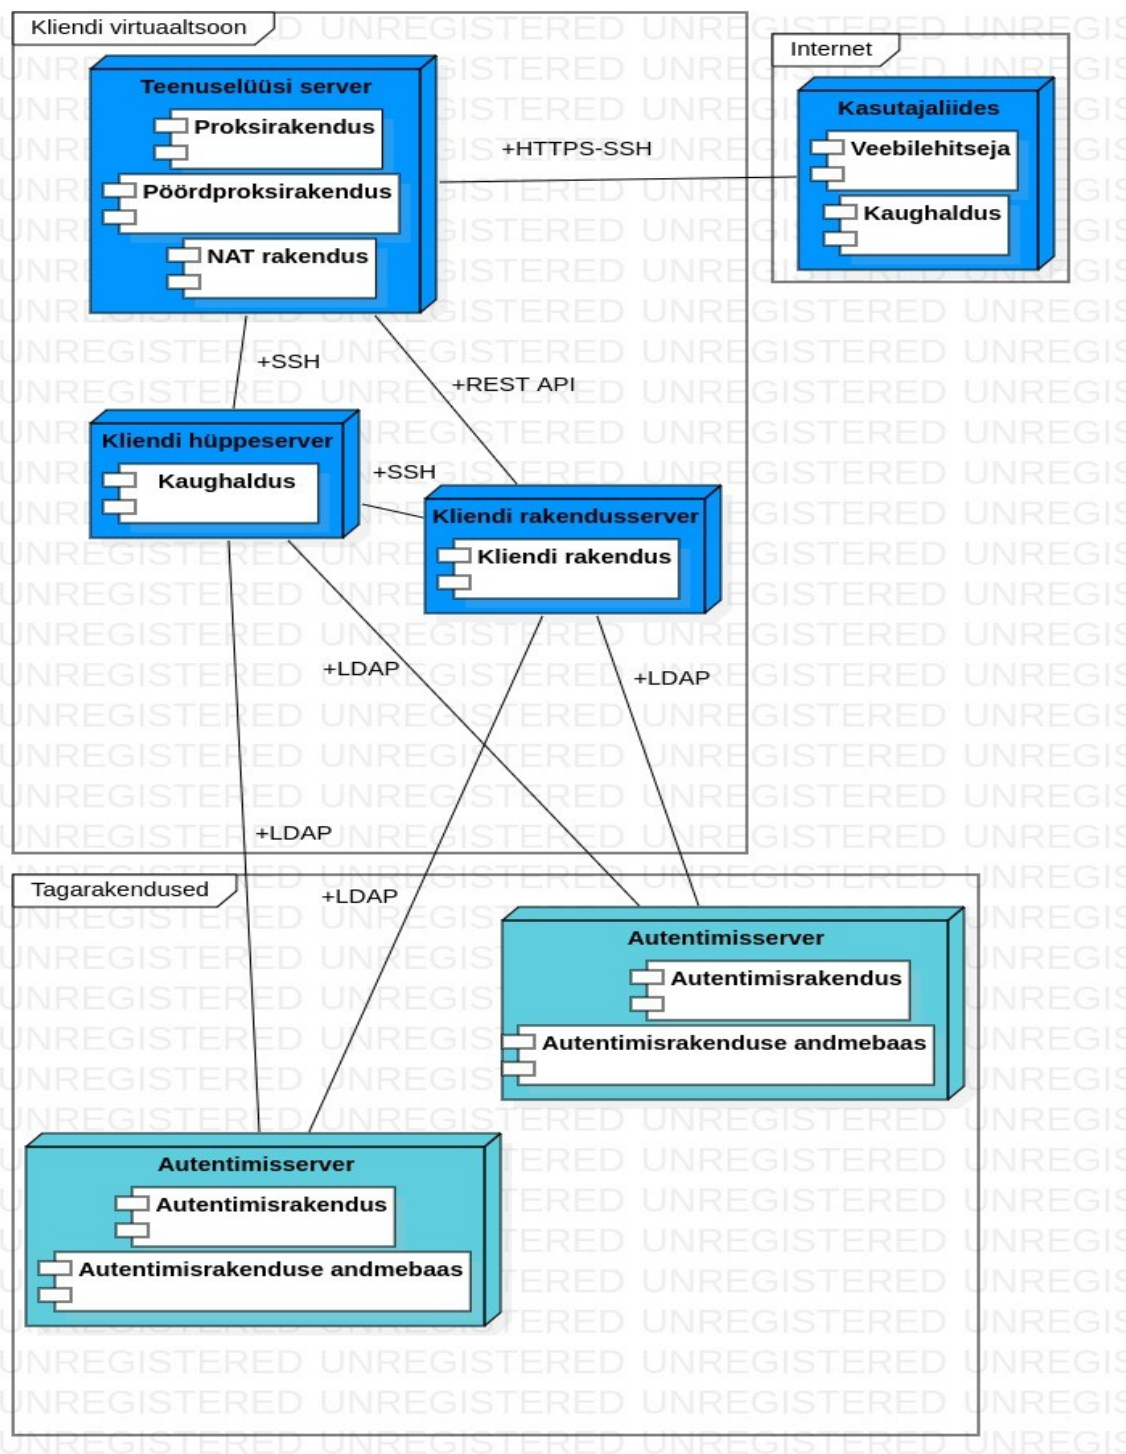 Kliendi virtuaaltsoon
Teenuselüüsi server
Proksirakendus
Pöördproksirakendus
NAT rakendus
Internet
Kasutajaliides
Veebilehitseja
Kaughaldus
+HTTPS-SSH
+SSH
+REST API
Kliendi hüppeserver
Kaughaldus
+SSH
Kliendi rakendusserver
Kliendi rakendus
+LDAP
+LDAP
+LDAP
+LDAP
Tagarakendused
Autentimisserver
Autentimisrakendus
Autentimisrakenduse andmebaas
Autentimisserver
Autentimisrakendus
Autentimisrakenduse andmebaas
UNREGISTERED